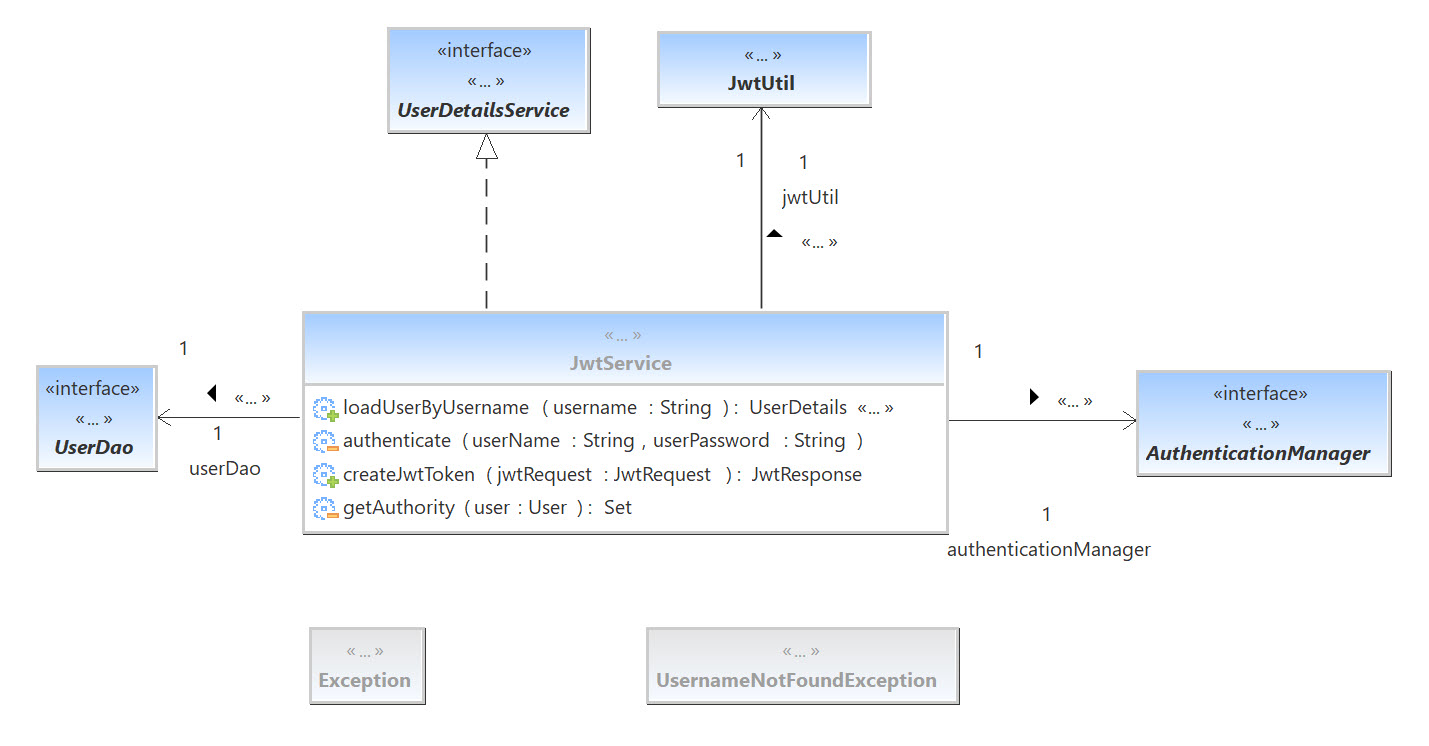 «interface»
«... »
UserDetailsService
«... »
JwtUtil
1
1
jwtUtil
«... »
«... »
JwtService
loadUserByUsername ( username : String ) : UserDetails «... »
authenticate ( userName : String , userPassword : String )
createJwtToken ( jwtRequest : JwtRequest ) : JwtResponse
getAuthority ( user : User ) : Set
1
«... »
1
userDao
«interface»
«... »
UserDao
1
«... »
1
authenticationManager
«interface»
«... »
AuthenticationManager
«... »
Exception
«... »
UsernameNotFoundException